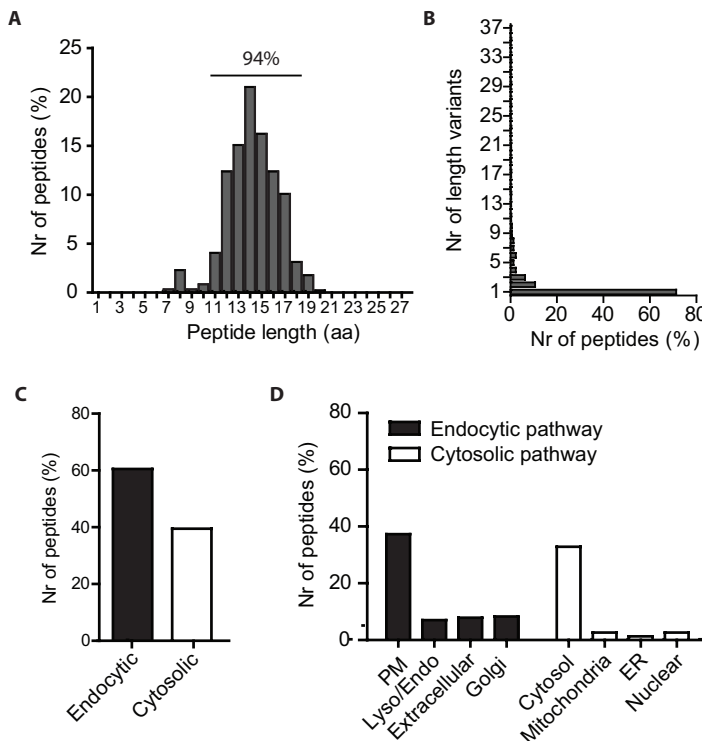 A
94%
Nr of peptides (%)
25
20
15
10
5
0
1 3 5 7 9 11 13 15 17 19 21 23 25 27
Peptide length (aa)
B
Nr of length variants
37
33
29
25
21
17
13
9
5
1
0 20 40 60 80
Nr of peptides (%)
C
Nr of peptides (%)
80
60
40
20
0
Endocytic
Cytosolic
D
Nr of peptides (%)
80
60
40
20
0
Endocytic pathway
Cytosolic pathway
PM
Lyso/Endo
Extracellular
Golgi
Cytosol
Mitochondria
ER
Nuclear